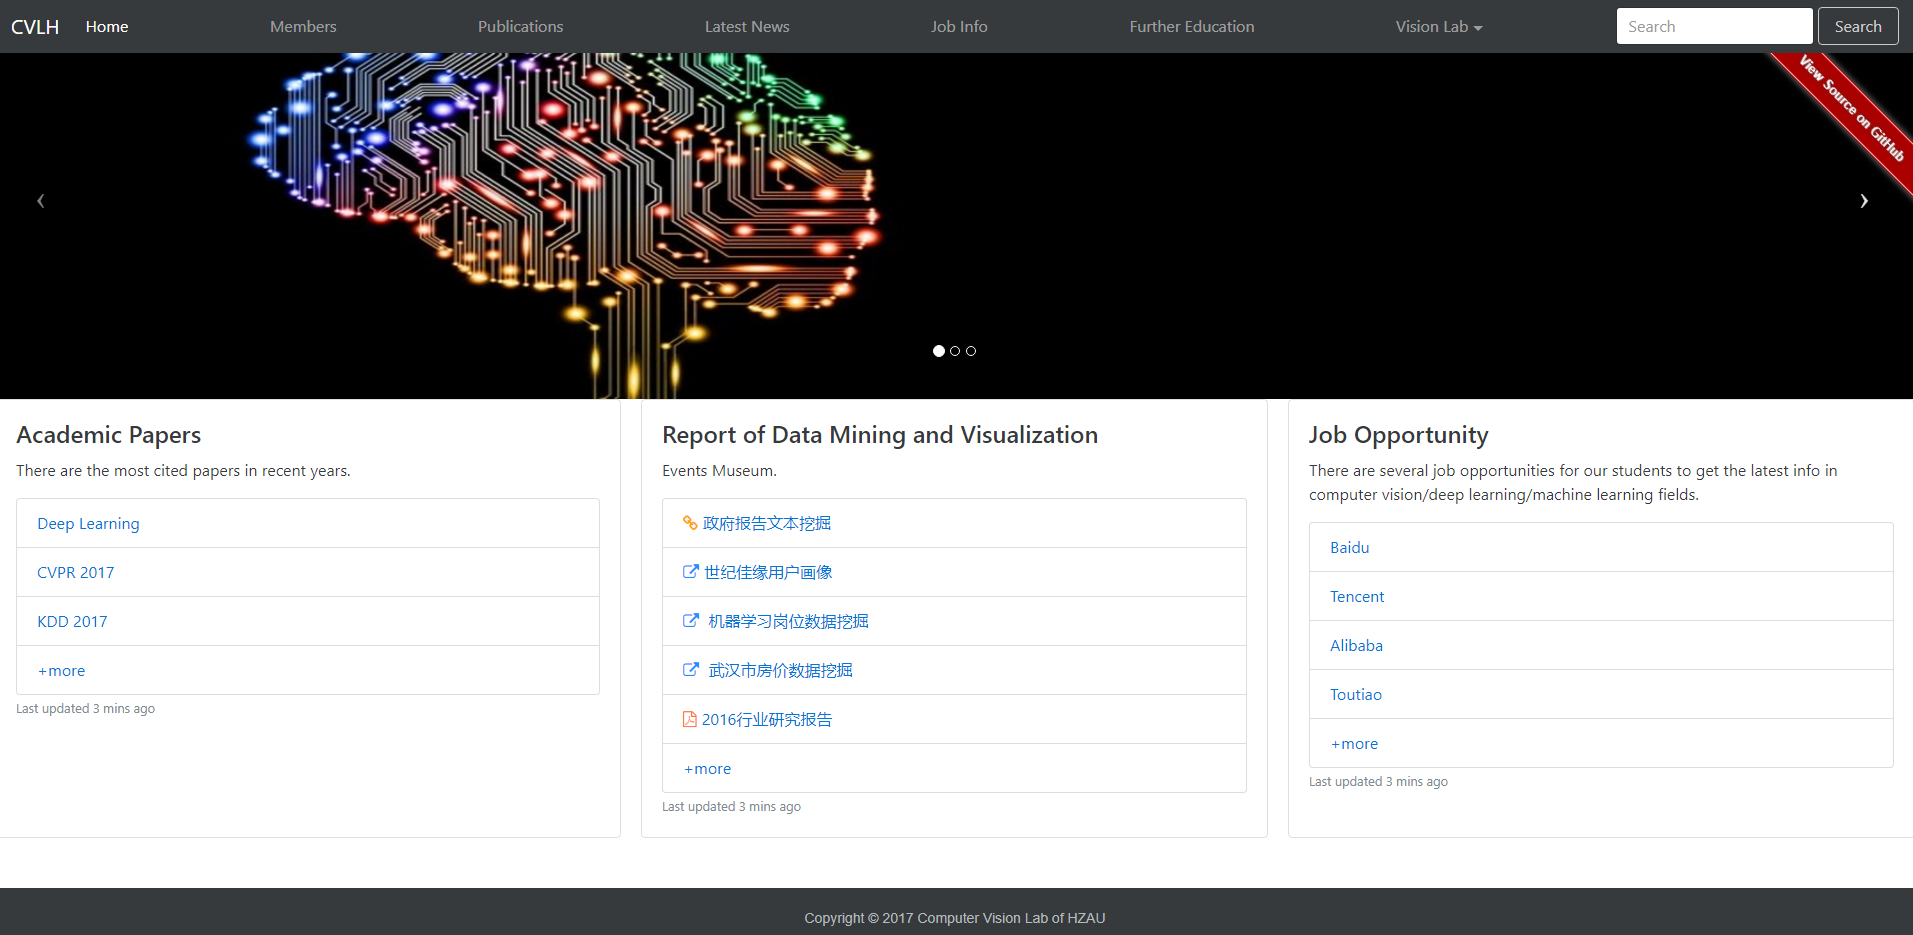 CVLH Home Members Publications Latest News Job Info Further Education Vision Lab Search Search
View Source on GitHub
Academic Papers
There are the most cited papers in recent years.
Deep Learning
CVPR 2017
KDD 2017
+more
Last updated 3 mins ago
Report of Data Mining and Visualization
Events Museum.
政府报告文本挖掘
世纪佳缘用户画像
机器学习岗位数据挖掘
武汉市房价数据挖掘
2016行业研究报告
+more
Last updated 3 mins ago
Job Opportunity
There are several job opportunities for our students to get the latest info in
computer vision/deep learning/machine learning fields.
Baidu
Tencent
Alibaba
Toutiao
+more
Last updated 3 mins ago
Copyright © 2017 Computer Vision Lab of HZAU